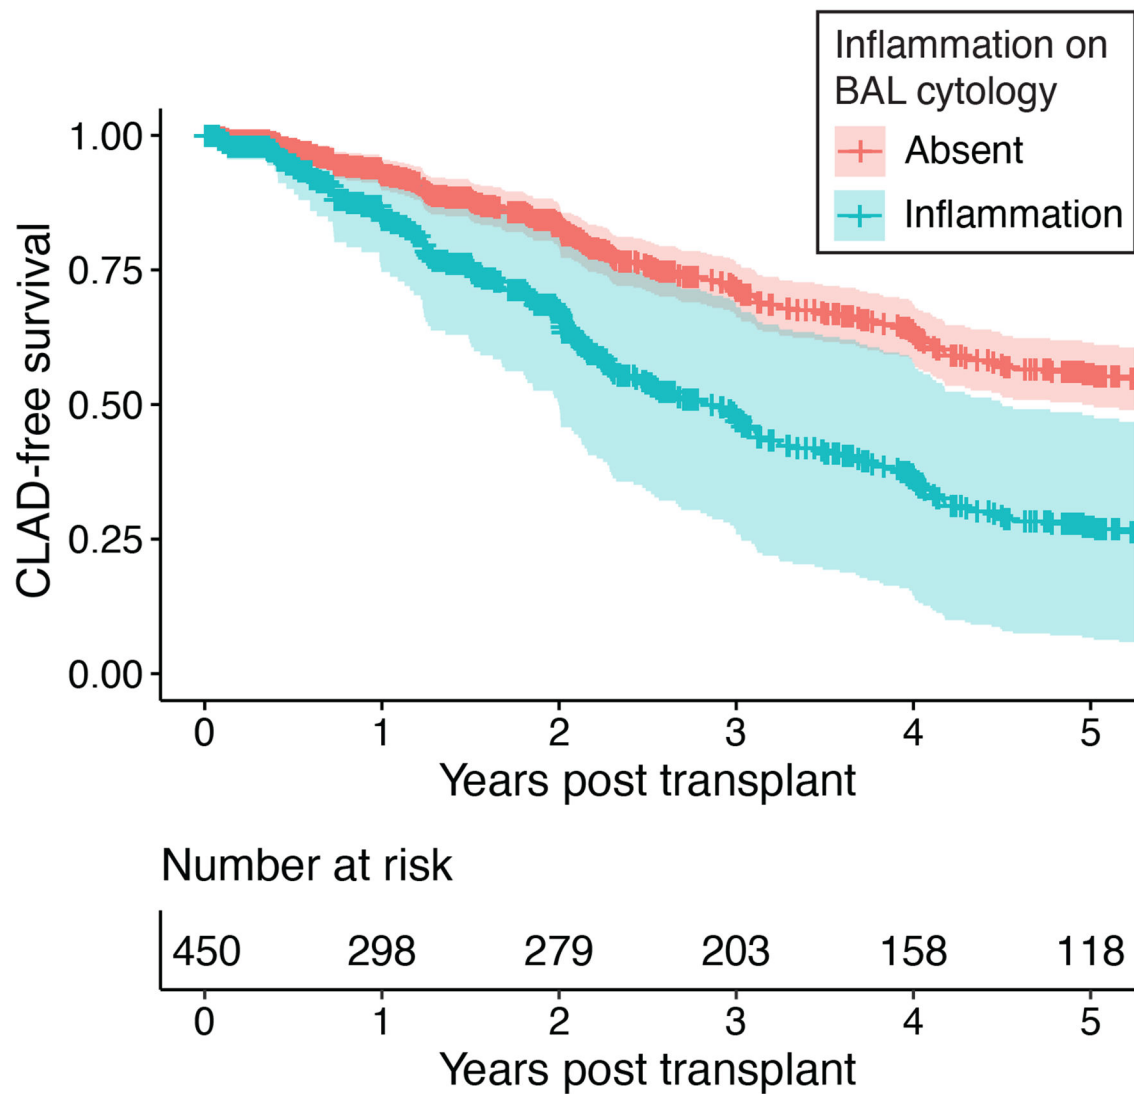 Inflammation on
BAL cytology
Absent
Inflammation
CLAD-free survival
1.00
0.75
0.50
0.25
0.00
0 1 2 3 4 5
Years post transplant
Number at risk
450 298 279 203 158 118
0 1 2 3 4 5
Years post transplant